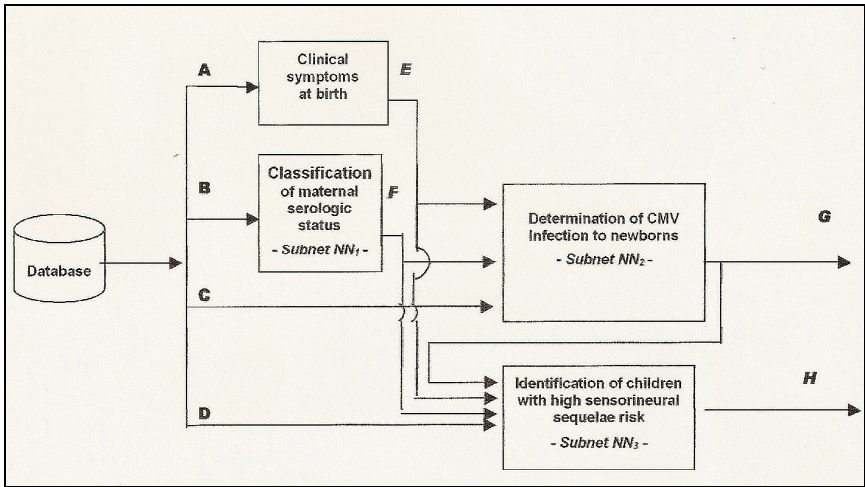 A
Clinical
symptoms
at birth
E
B
Classification
of maternal
serologic
status
- Subnet NN₁ -
F
Database
C
D
Determination of CMV
Infection to newborns
- Subnet NN₂ -
G
Identification of children
with high sensorineural
sequelae risk
- Subnet NN₃ -
H